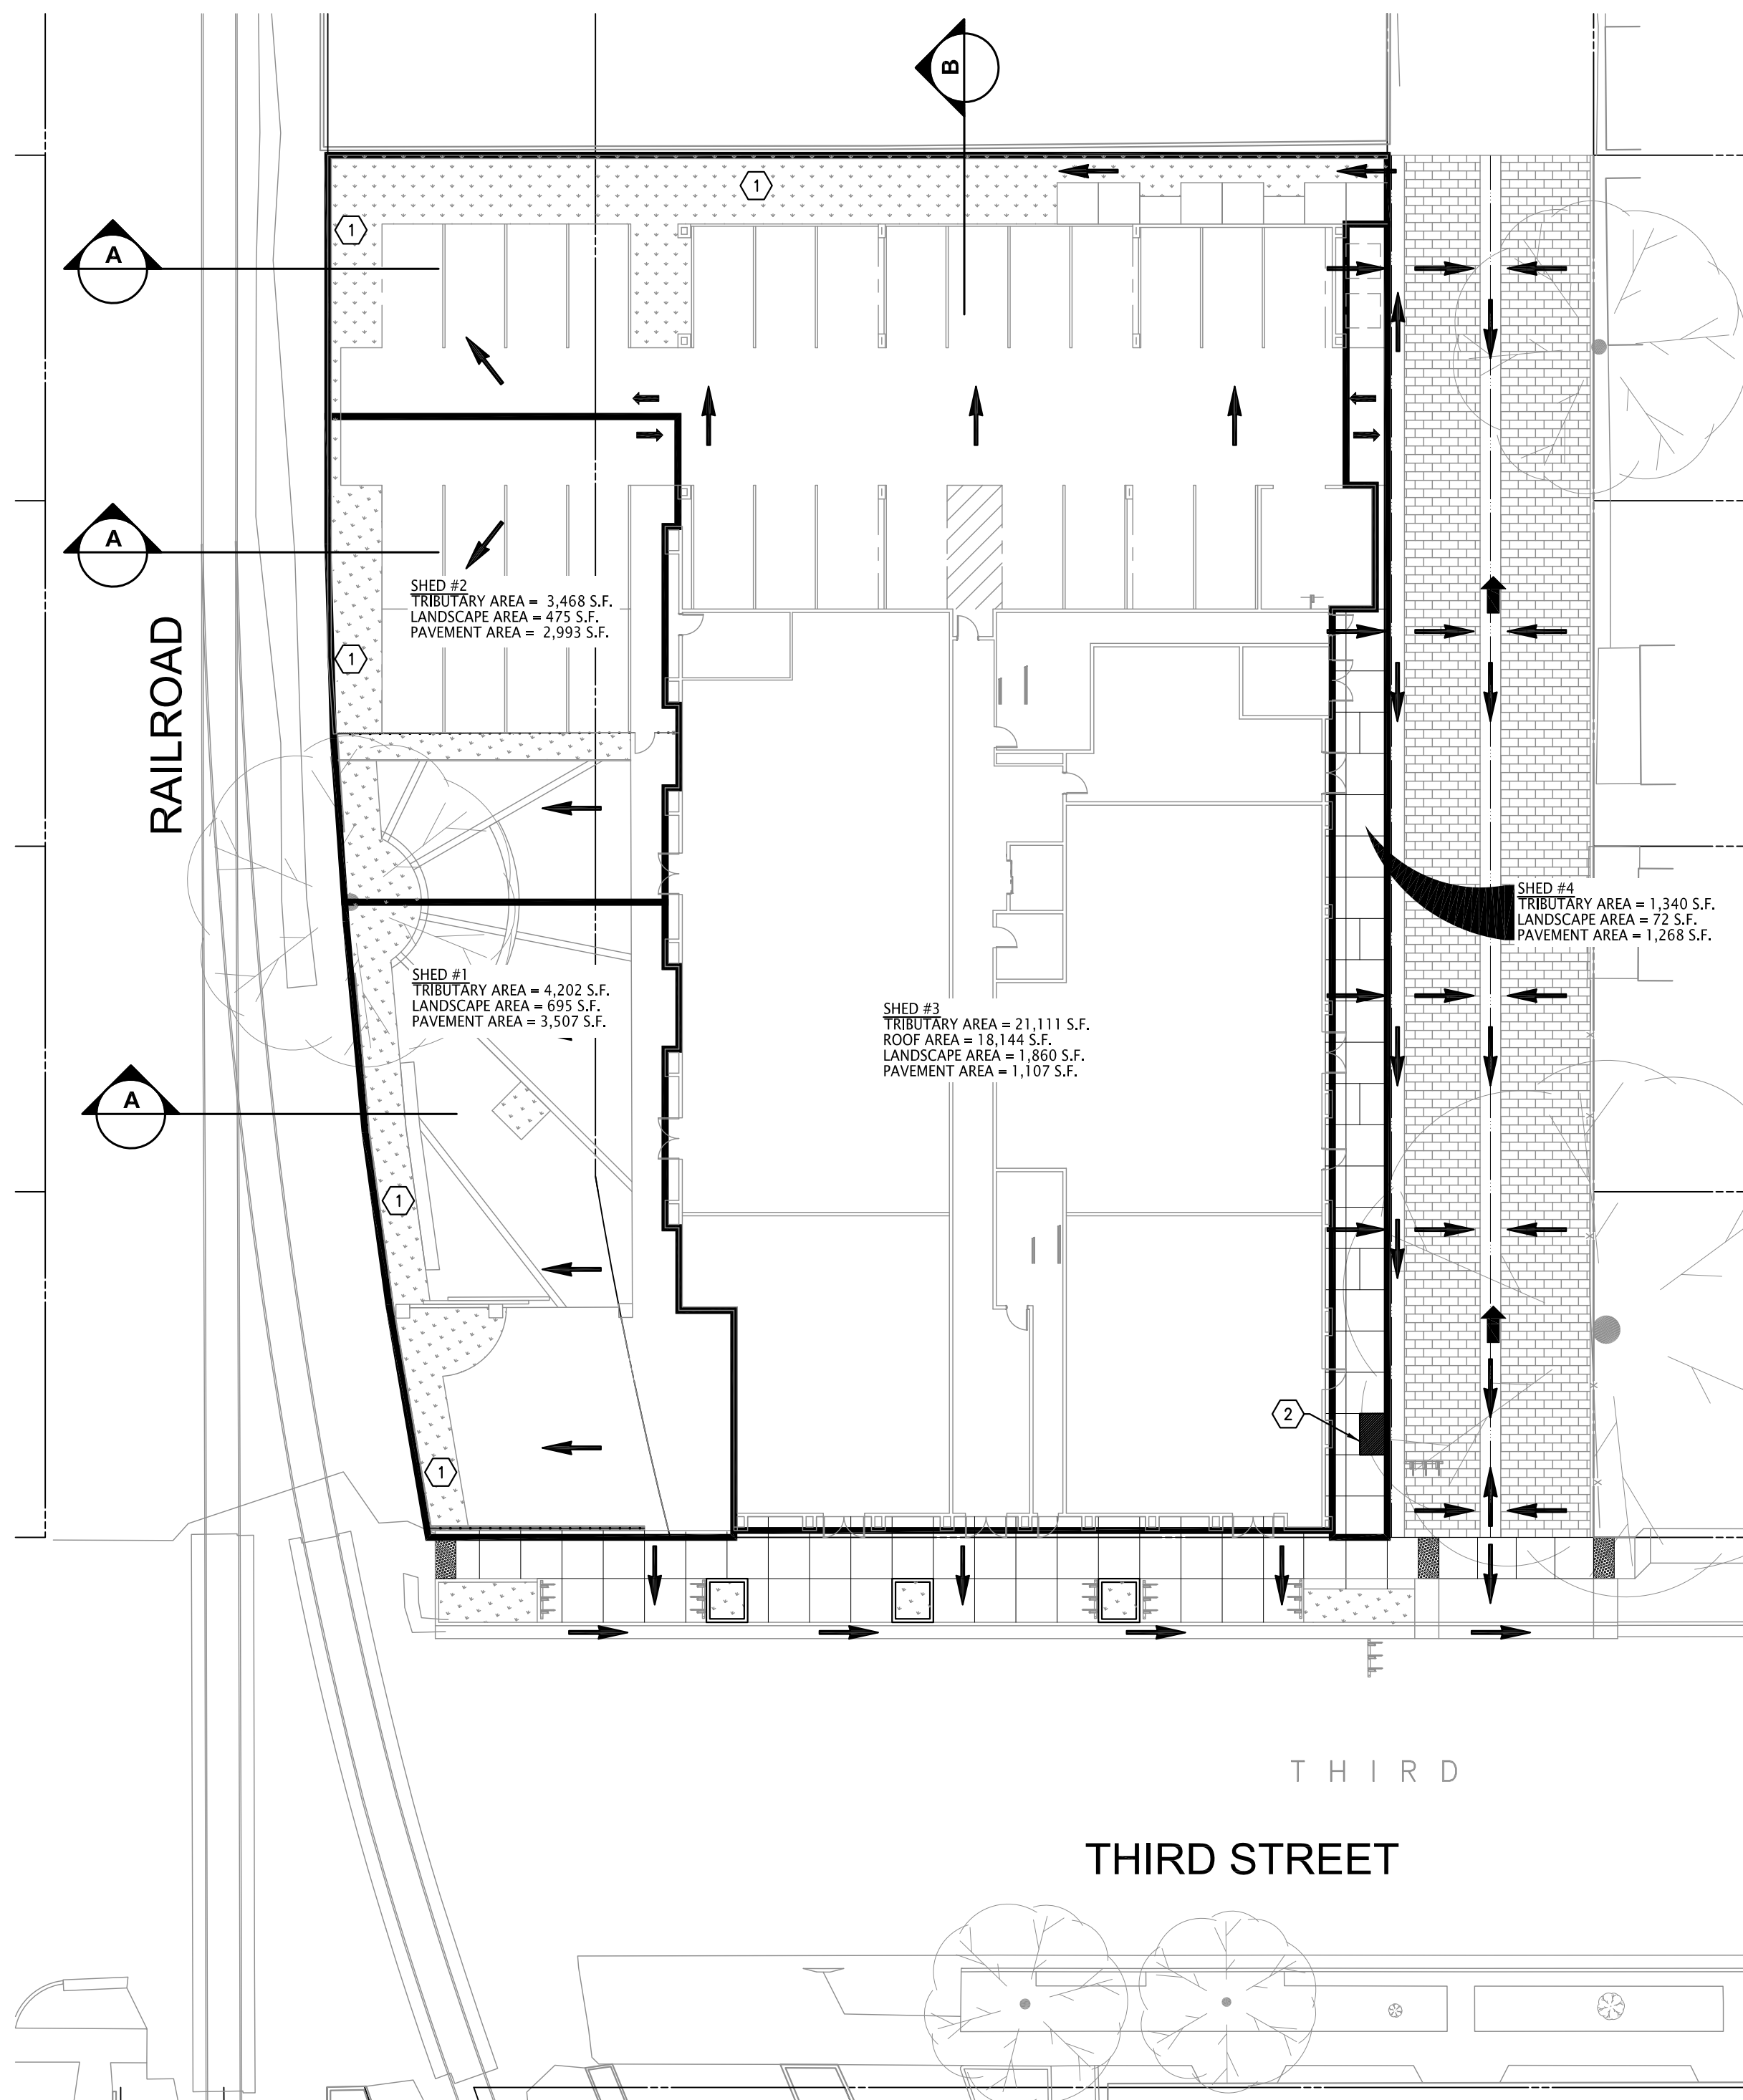 B
1
1
A
A
SHED #2
TRIBUTARY AREA = 3,468 S.F.
LANDSCAPE AREA = 475 S.F.
PAVEMENT AREA = 2,993 S.F.
1
RAILROAD
SHED #4
TRIBUTARY AREA = 1,340 S.F.
LANDSCAPE AREA = 72 S.F.
PAVEMENT AREA = 1,268 S.F.
SHED #1
TRIBUTARY AREA = 4,202 S.F.
LANDSCAPE AREA = 695 S.F.
PAVEMENT AREA = 3,507 S.F.
SHED #3
TRIBUTARY AREA = 21,111 S.F.
ROOF AREA = 18,144 S.F.
LANDSCAPE AREA = 1,860 S.F.
PAVEMENT AREA = 1,107 S.F.
A
1
2
1
THIRD
THIRD STREET